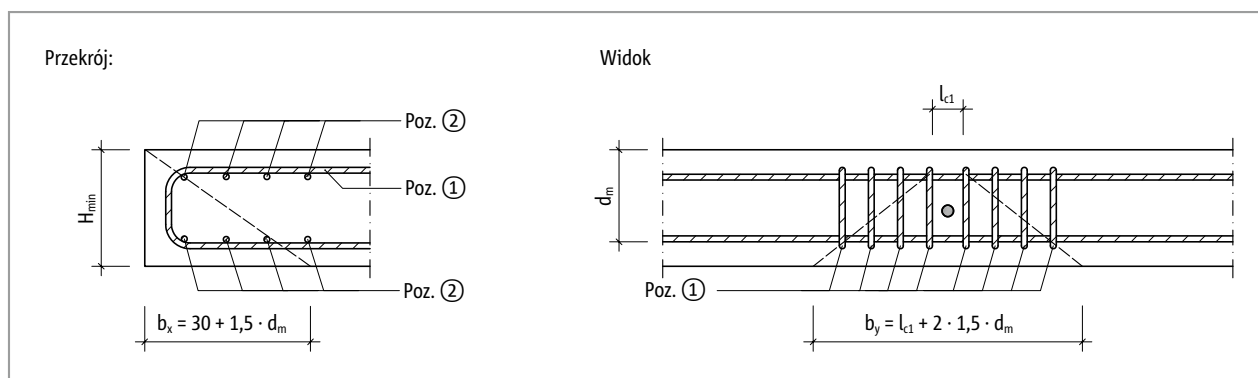 Przekrój:
Widok
Poz. ②
Poz. ①
Poz. ②
H_min
b_x = 30 + 1,5 · d_m
l_c1
d_m
Poz. ①
b_y = l_c1 + 2 · 1,5 · d_m